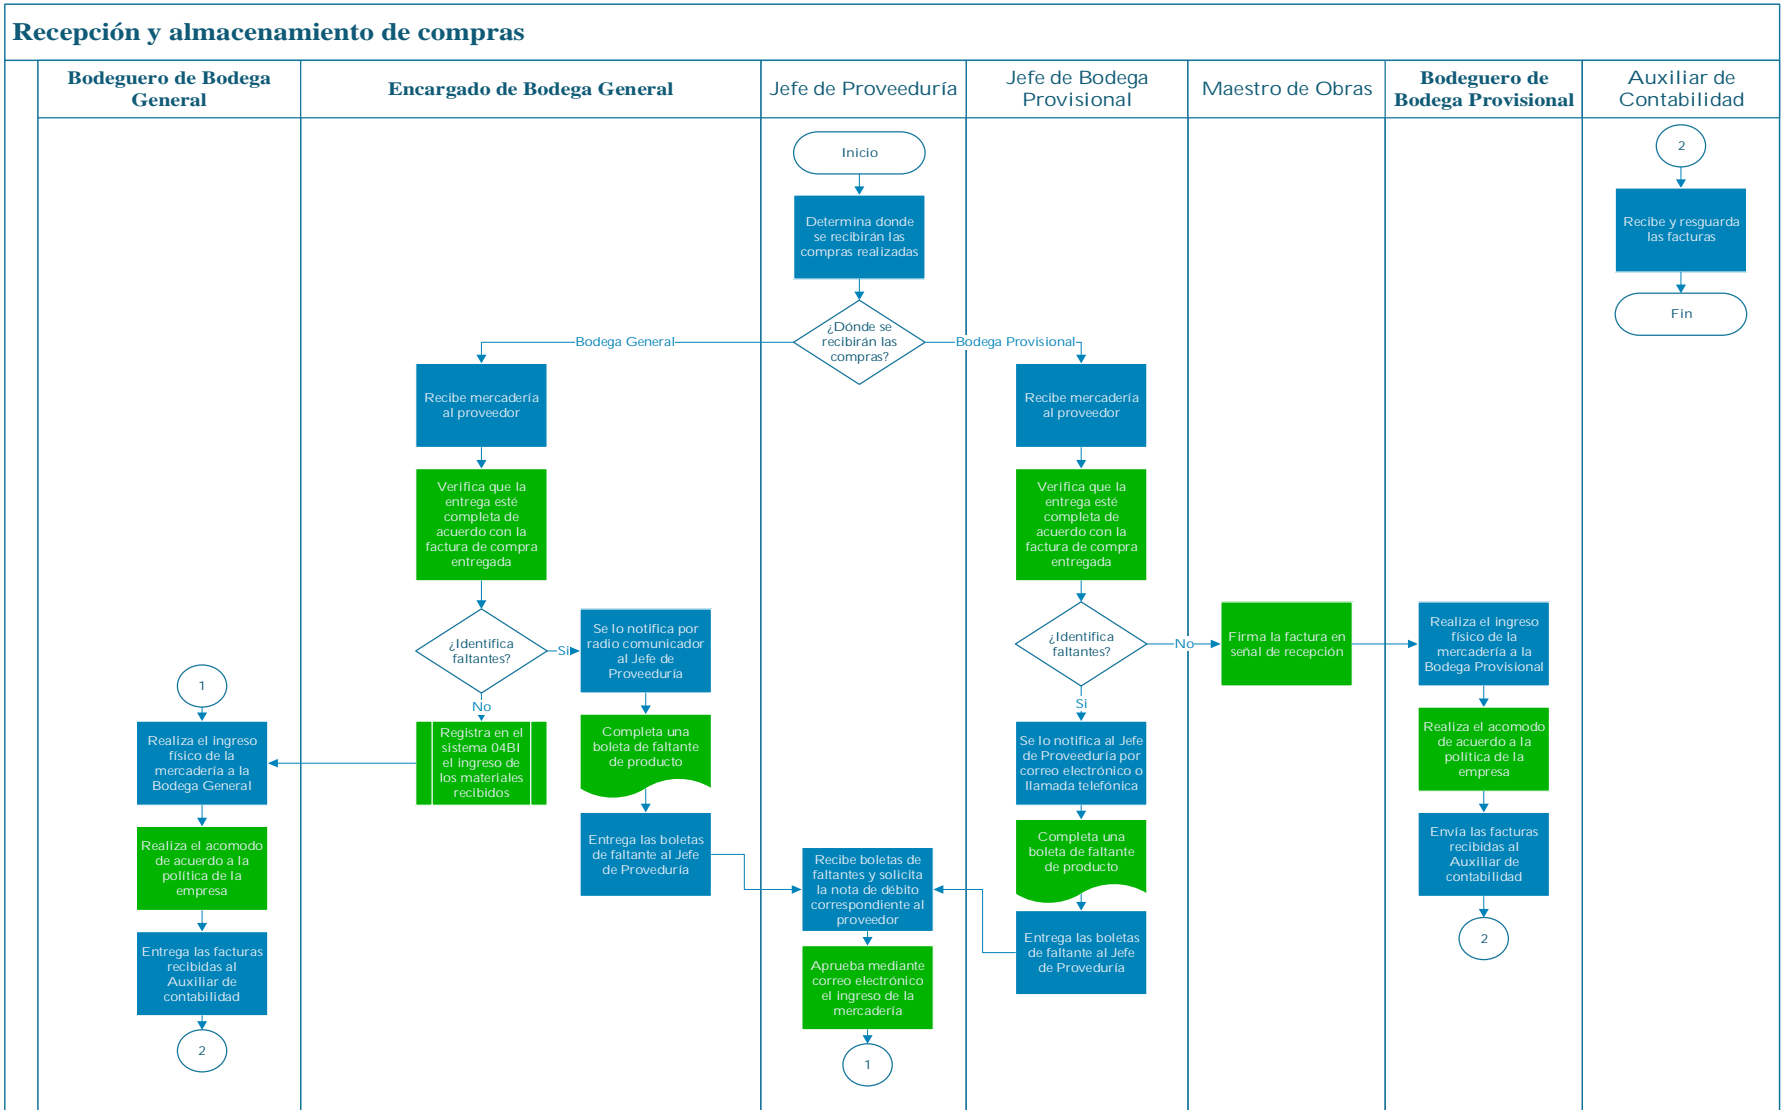 Recepción y almacenamiento de compras
Bodeguero de Bodega
General
Encargado de Bodega General
Jefe de Proveeduría
Jefe de Bodega
Provisional
Maestro de Obras
Bodeguero de
Bodega Provisional
Auxiliar de
Contabilidad
Inicio
Determina donde
se recibirán las
compras realizadas
¿Dónde se
recibirán las
compras?
Bodega General
Bodega Provisional
2
Recibe y resguarda
las facturas
Fin
Recibe mercadería
al proveedor
Verifica que la
entrega esté
completa de
acuerdo con la
factura de compra
entregada
¿Identifica
faltantes?
Si
No
Se lo notifica por
radio comunicador
al Jefe de
Proveeduría
Completa una
boleta de faltante
de producto
Entrega las boletas
de faltante al Jefe
de Proveduría
Registra en el
sistema 04BI
el ingreso de
los materiales
recibidos
1
Realiza el ingreso
físico de la
mercadería a la
Bodega General
Realiza el acomodo
de acuerdo a la
política de la
empresa
Entrega las facturas
recibidas al
Auxiliar de
contabilidad
2
Recibe boletas de
faltantes y solicita
la nota de débito
correspondiente al
proveedor
Aprueba mediante
correo electrónico
el ingreso de la
mercadería
1
Recibe mercadería
al proveedor
Verifica que la
entrega esté
completa de
acuerdo con la
factura de compra
entregada
¿Identifica
faltantes?
No
Si
Se lo notifica al Jefe
de Proveeduría por
correo electrónico o
llamada telefónica
Completa una
boleta de faltante
de producto
Entrega las boletas
de faltante al Jefe
de Proveduría
Firma la factura en
señal de recepción
Realiza el ingreso
físico de la
mercadería a la
Bodega Provisional
Realiza el acomodo
de acuerdo a la
política de la
empresa
Envía las facturas
recibidas al
Auxiliar de
contabilidad
2